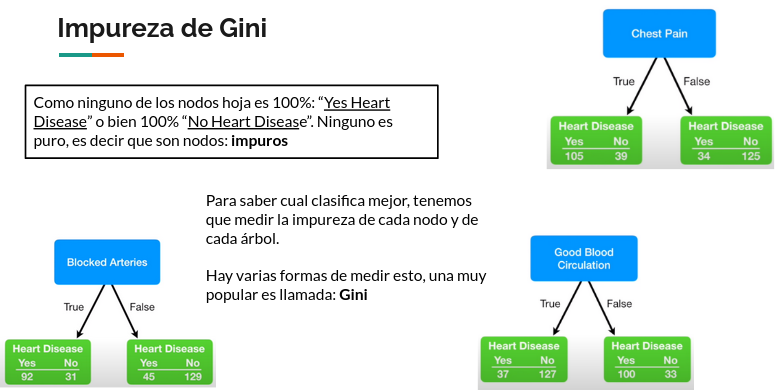 Impureza de Gini
Como ninguno de los nodos hoja es 100%: “Yes Heart
Disease” o bien 100% “No Heart Disease”. Ninguno es
puro, es decir que son nodos: impuros
Chest Pain
True
False
Heart Disease
Yes No
105 39
Heart Disease
Yes No
34 125
Para saber cual clasifica mejor, tenemos
que medir la impureza de cada nodo y de
cada árbol.
Hay varias formas de medir esto, una muy
popular es llamada: Gini
Blocked Arteries
True
False
Heart Disease
Yes No
92 31
Heart Disease
Yes No
45 129
Good Blood
Circulation
True
False
Heart Disease
Yes No
37 127
Heart Disease
Yes No
100 33